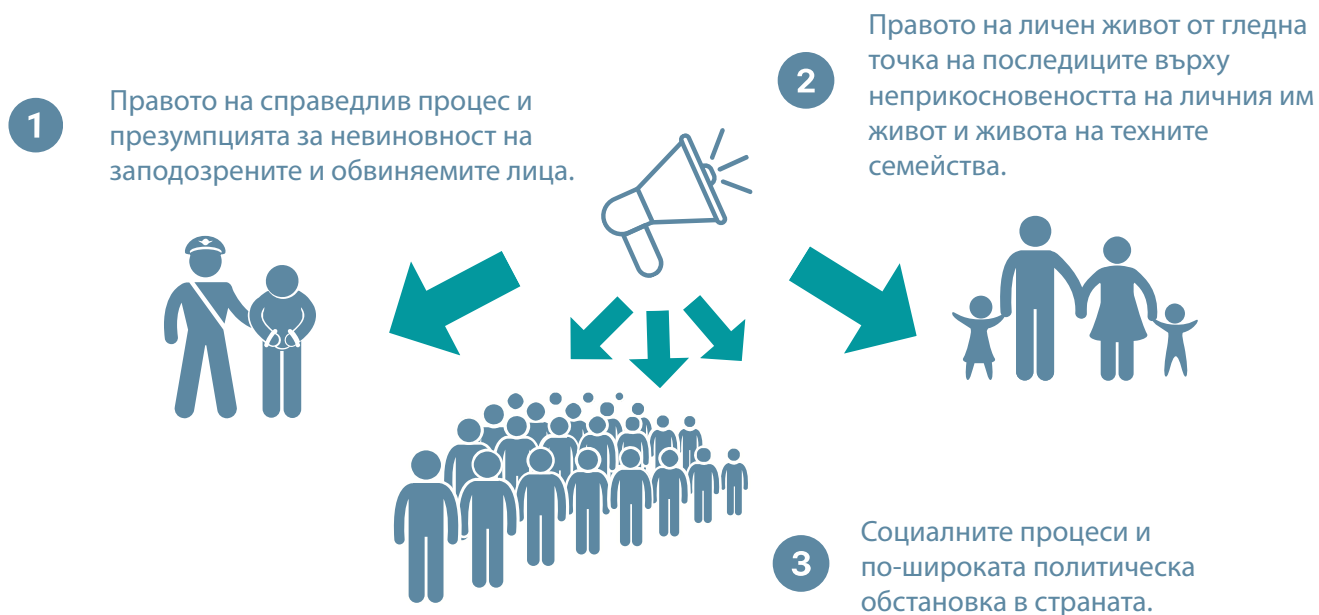 1
Правото на справедлив процес и
презумпцията за невиновност на
заподозрените и обвиняемите лица.
2
Правото на личен живот от гледна
точка на последиците върху
неприкосновеността на личния им
живот и живота на техните
семейства.
3
Социалните процеси и
по-широката политическа
обстановка в страната.